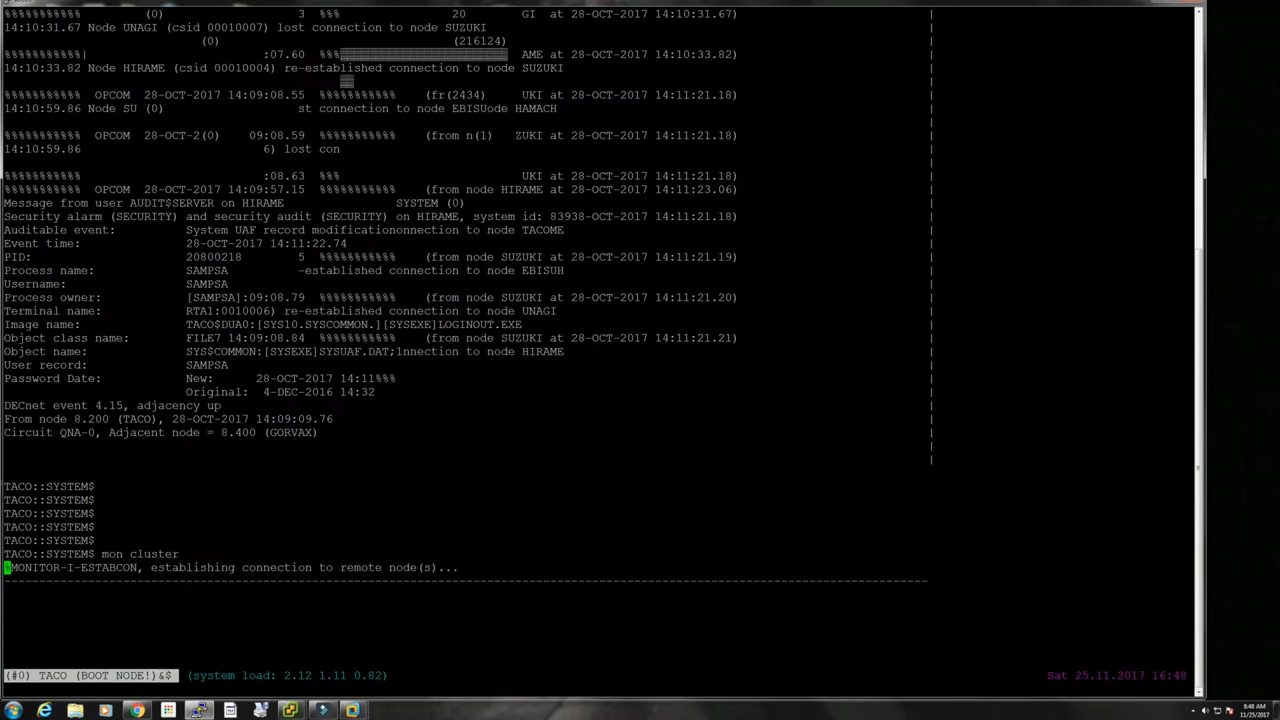 %%%%%%%%%%%           (0)               3  %%%                20        GI at 28-OCT-2017 14:10:31.67)
14:10:31.67 Node UNAGI (csid 00010007) lost connection to node SUZUKI
(0)                                  (216124)
%%%%%%%%%%%|                         :07.60  %%%                        AME at 28-OCT-2017 14:10:33.82)
14:10:33.82 Node HIRAME (csid 00010004) re-established connection to node SUZUKI
%%%%%%%%%%%  OPCOM  28-OCT-2017 14:09:08.55  %%%%%%%%%%%    (fr(2434)     UKI at 28-OCT-2017 14:11:21.18)
14:10:59.86 Node SU (0)                   st connection to node EBISUode HAMACH
%%%%%%%%%%%  OPCOM  28-OCT-2(0)    09:08.59  %%%%%%%%%%%    (from n(1)   ZUKI at 28-OCT-2017 14:11:21.18)
14:10:59.86                          6) lost con
%%%%%%%%%%%                          :08.63  %%%                         UKI at 28-OCT-2017 14:11:21.18)
%%%%%%%%%%%  OPCOM  28-OCT-2017 14:09:57.15  %%%%%%%%%%%    (from node HIRAME at 28-OCT-2017 14:11:23.06)
Message from user AUDIT$SERVER on HIRAME                SYSTEM (0)
Security alarm (SECURITY) and security audit (SECURITY) on HIRAME, system id: 83938-OCT-2017 14:11:21.18)
Auditable event:          System UAF record modificationonnection to node TACOME
Event time:               28-OCT-2017 14:11:22.74
PID:                      20800218        5  %%%%%%%%%%%    (from node SUZUKI at 28-OCT-2017 14:11:21.19)
Process name:             SAMPSA          -established connection to node EBISUH
Username:                 SAMPSA
Process owner:            [SAMPSA]:09:08.79  %%%%%%%%%%%    (from node SUZUKI at 28-OCT-2017 14:11:21.20)
Terminal name:            RTA1:0010006) re-established connection to node UNAGI
Image name:               TACO$DUA0:[SYS10.SYSCOMMON.][SYSEXE]LOGINOUT.EXE
Object class name:        FILE7 14:09:08.84  %%%%%%%%%%%    (from node SUZUKI at 28-OCT-2017 14:11:21.21)
Object name:              SYS$COMMON:[SYSEXE]SYSUAF.DAT;1nnection to node HIRAME
User record:              SAMPSA
Password Date:            New:      28-OCT-2017 14:11%%%
Original:  4-DEC-2016 14:32
DECnet event 4.15, adjacency up
From node 8.200 (TACO), 28-OCT-2017 14:09:09.76
Circuit QNA-0, Adjacent node = 8.400 (GORVAX)
TACO::SYSTEM$
TACO::SYSTEM$
TACO::SYSTEM$
TACO::SYSTEM$
TACO::SYSTEM$
TACO::SYSTEM$ mon cluster
%MONITOR-I-ESTABCON, establishing connection to remote node(s)...
(#0) TACO (BOOT NODE!)&$  (system load: 2.12 1.11 0.82)  Sat 25.11.2017 16:48
8:48 AM
11/25/2017